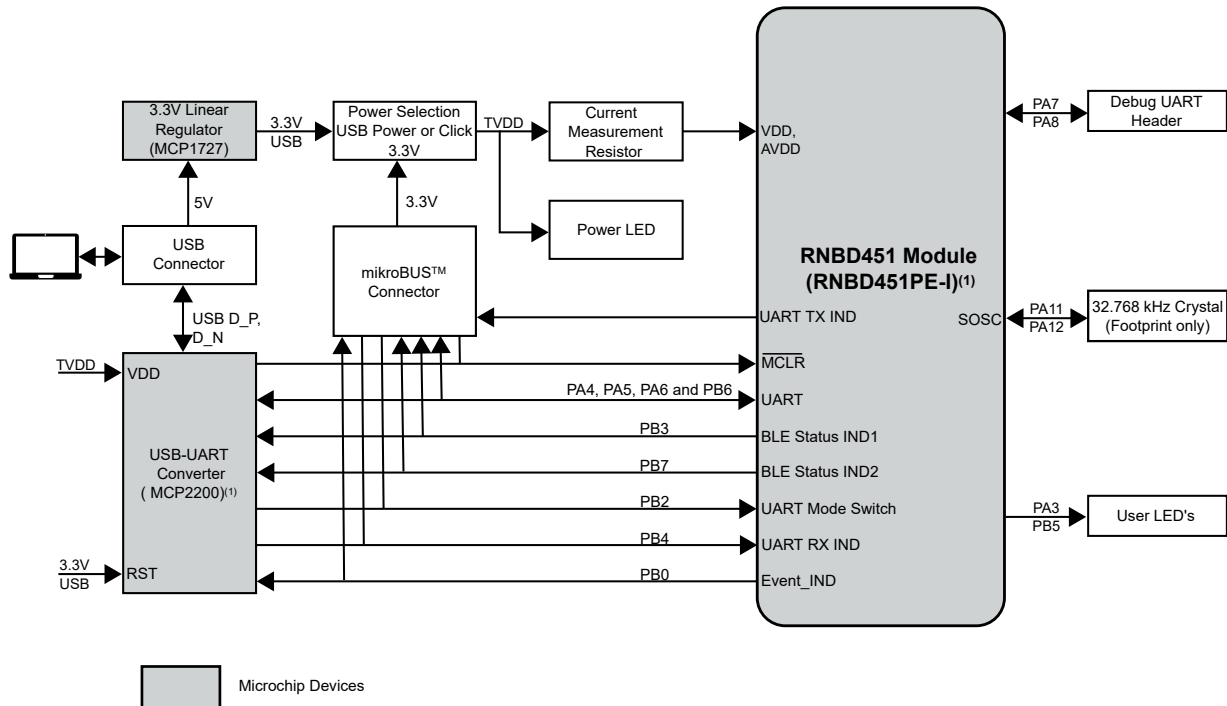 3.3V Linear
Regulator
(MCP1727)
3.3V
USB
Power Selection
USB Power or Click
3.3V
TVDD
Current
Measurement
Resistor
VDD,
AVDD
PA7
PA8
Debug UART
Header
5V
3.3V
USB
Connector
mikroBUS™
Connector
Power LED
RNBD451 Module
(RNBD451PE-I)(1)
USB D_P,
D_N
UART TX IND
SOSC
PA11
PA12
32.768 kHz Crystal
(Footprint only)
TVDD
VDD
MCLR
PA4, PA5, PA6 and PB6
UART
PB3
BLE Status IND1
USB-UART
Converter
( MCP2200)(1)
PB7
BLE Status IND2
PB2
UART Mode Switch
PA3
PB5
User LED's
PB4
UART RX IND
3.3V
USB
RST
PB0
Event_IND
Microchip Devices